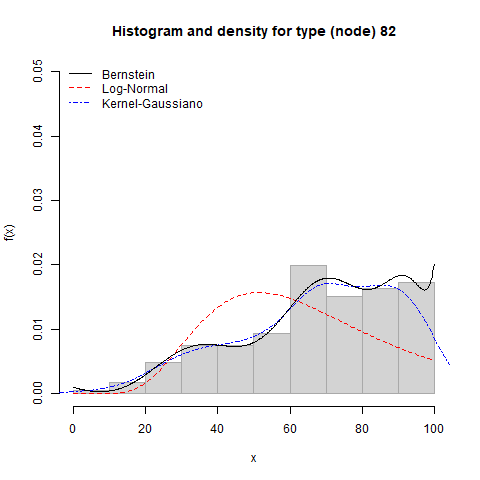 Histogram and density for type (node) 82
Bernstein
Log-Normal
Kernel-Gaussiano
f(x)
0.05
0.04
0.03
0.02
0.01
0.00
0 20 40 60 80 100
x